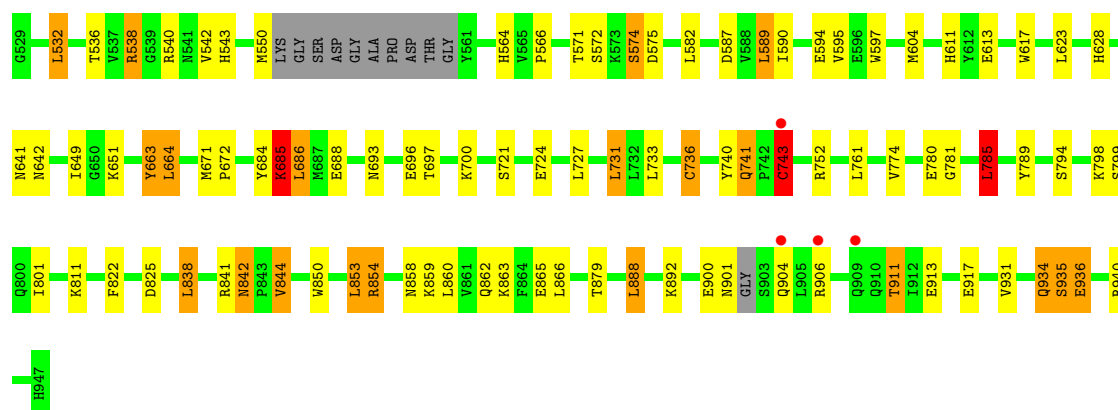 G529 L532 T536 V537 R538 G539 R540 N541 V542 H543 M550 LYS GLY SER ASP GLY ALA PRO ASP THR GLY Y561 H564 V565 P566 T571 S572 K573 S574 D575 L582 D587 V588 L589 I590 E594 V595 E596 W597 M604 H611 Y612 E613 W617 L623 H628
N641 N642 I649 G650 K651 Y663 L664 M671 P672 Y684 K685 L686 M687 E688 N693 E696 T697 K700 S721 E724 L727 L731 L732 L733 C736 Y740 Q741 P742 C743 R752 L761 V774 E780 G781 L785 Y789 S794 K798 S799
Q800 I801 K811 F822 D825 L838 R841 N842 P843 V844 W850 L853 R854 N858 K859 L860 V861 Q862 K863 F864 E865 L866 T879 L888 K892 E900 N901 GLY S903 Q904 L905 R906 Q909 Q910 T911 I912 E913 E917 V931 Q934 S935 E936
H947